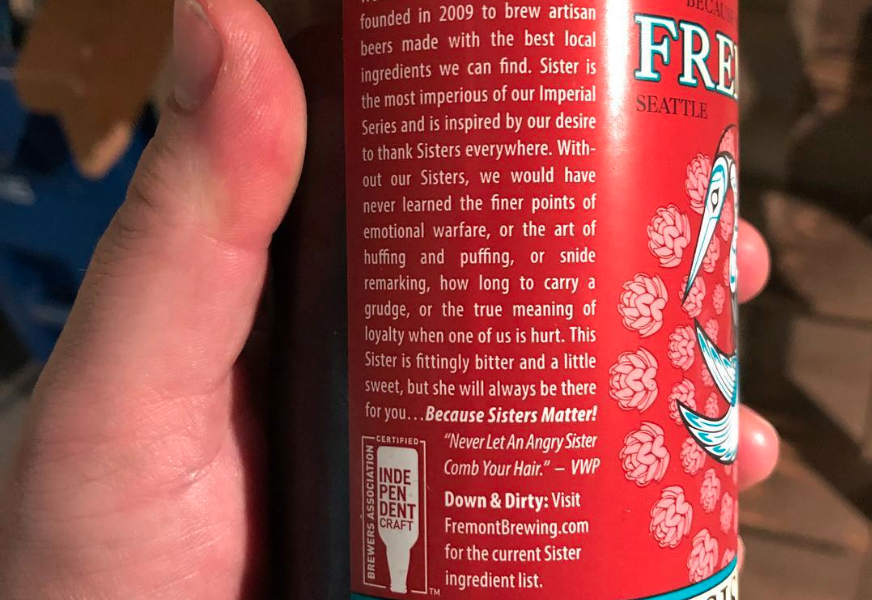 founded in 2009 to brew artisan
beers made with the best local
ingredients we can find. Sister is
the most imperious of our Imperial
Series and is inspired by our desire
to thank Sisters everywhere. With-
out our Sisters, we would have
never learned the finer points of
emotional warfare, or the art of
huffing and puffing, or snide
remarking, how long to carry a
grudge, or the true meaning of
loyalty when one of us is hurt. This
Sister is fittingly bitter and a little
sweet, but she will always be there
for you...Because Sisters Matter!
"Never Let An Angry Sister
Comb Your Hair." – VWP
Down & Dirty: Visit
FremontBrewing.com
for the current Sister
ingredient list.
CERTIFIED
BREWERS ASSOCIATION
INDE
PEN
DENT
CRAFT
TM
FRE
SEATTLE